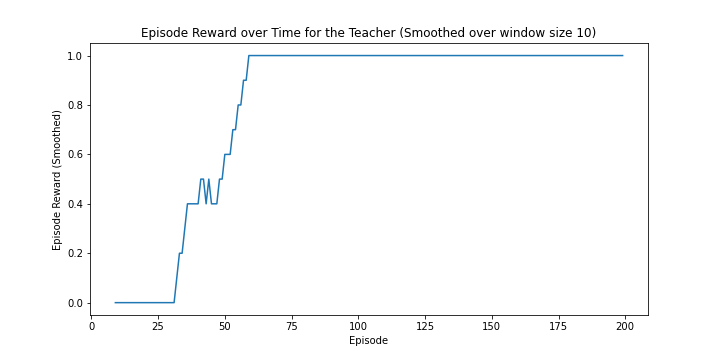 Episode Reward over Time for the Teacher (Smoothed over window size 10)
1.0
0.8
0.6
0.4
0.2
0.0
Episode Reward (Smoothed)
0 25 50 75 100 125 150 175 200
Episode